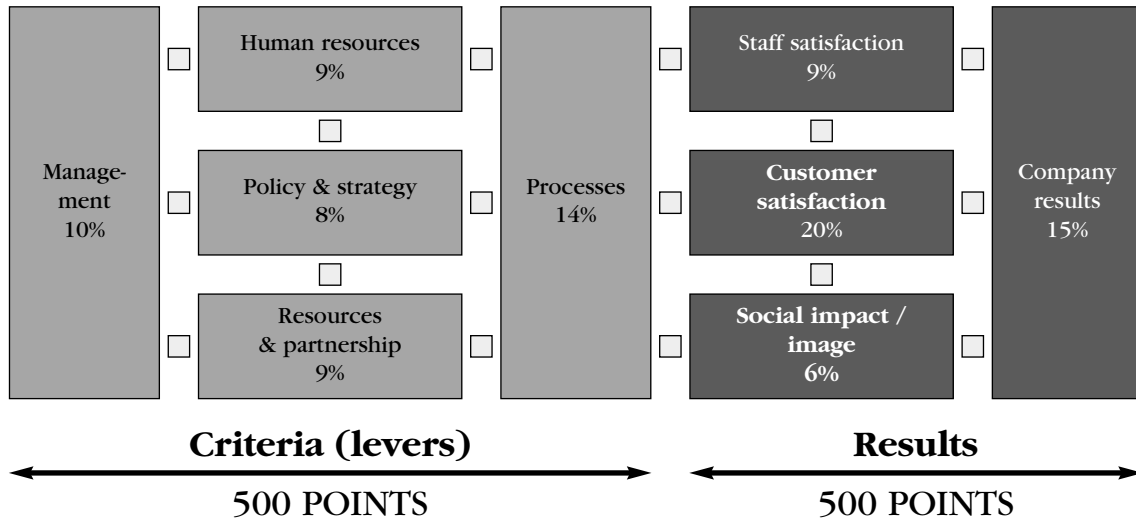 Manage-
ment
10%
Human resources
9%
Policy & strategy
8%
Resources
& partnership
9%
Processes
14%
Staff satisfaction
9%
Customer
satisfaction
20%
Social impact /
image
6%
Company
results
15%
Criteria (levers)
500 POINTS
Results
500 POINTS